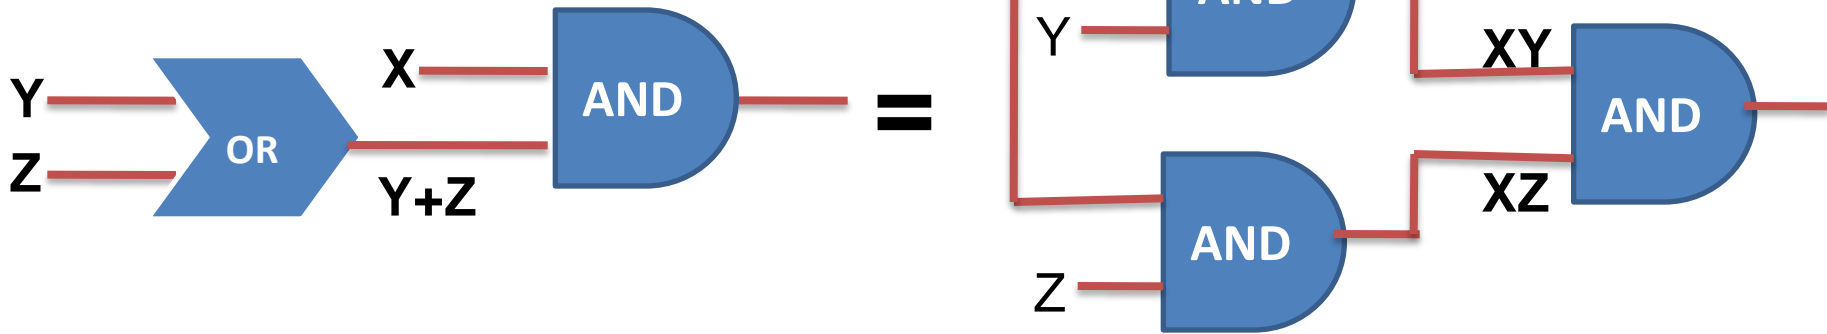 Y
Z
OR
X
Y+Z
AND
=
Y
AND
XY
AND
XZ
AND
Z